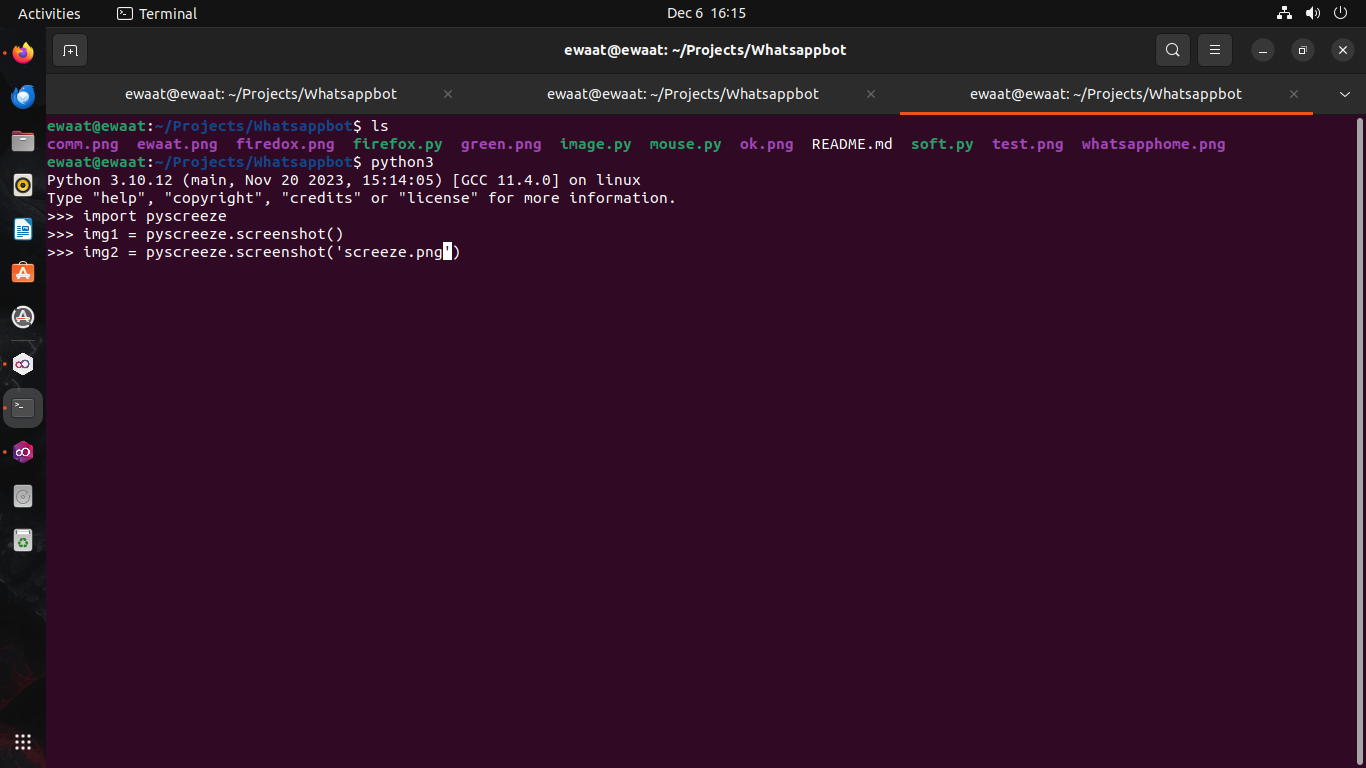 Activities Terminal Dec 6 16:15
ewaat@ewaat: ~/Projects/Whatsappbot
ewaat@ewaat: ~/Projects/Whatsappbot ewaat@ewaat: ~/Projects/Whatsappbot ewaat@ewaat: ~/Projects/Whatsappbot
ewaat@ewaat:~/Projects/Whatsappbot$ ls
comm.png ewaat.png firedox.png firefox.py green.png image.py mouse.py ok.png README.md soft.py test.png whatsapphome.png
ewaat@ewaat:~/Projects/Whatsappbot$ python3
Python 3.10.12 (main, Nov 20 2023, 15:14:05) [GCC 11.4.0] on linux
Type "help", "copyright", "credits" or "license" for more information.
>>> import pyscreeze
>>> img1 = pyscreeze.screenshot()
>>> img2 = pyscreeze.screenshot('screeze.png')